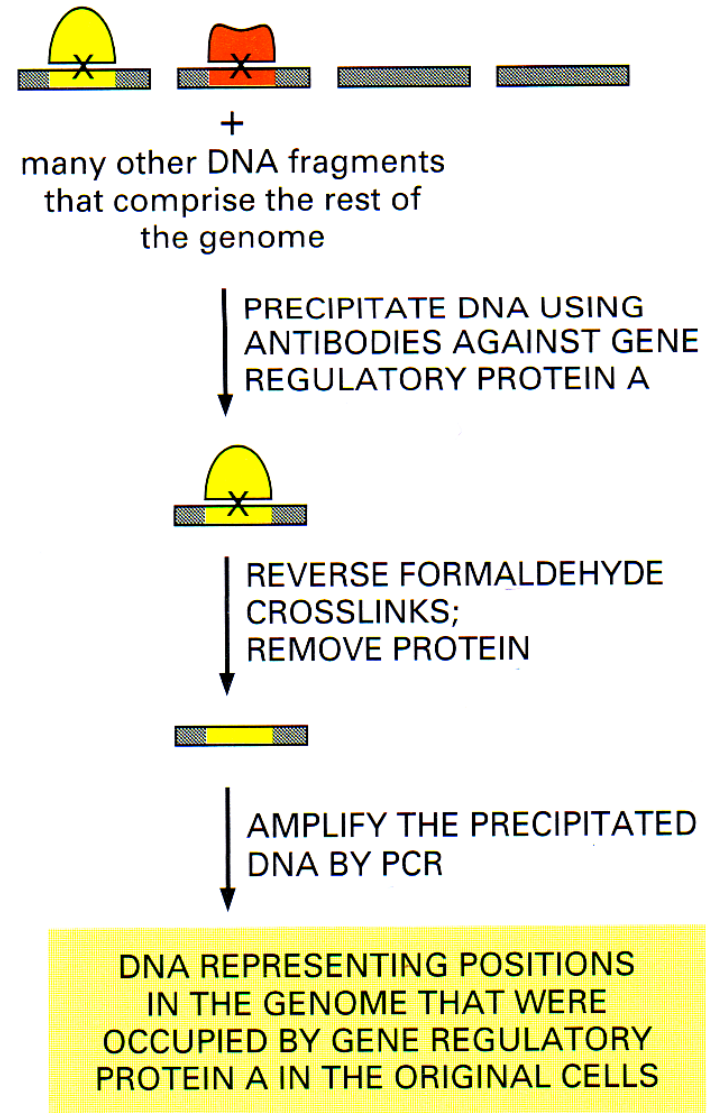 +
many other DNA fragments
that comprise the rest of
the genome
PRECIPITATE DNA USING
ANTIBODIES AGAINST GENE
REGULATORY PROTEIN A
REVERSE FORMALDEHYDE
CROSSLINKS;
REMOVE PROTEIN
AMPLIFY THE PRECIPITATED
DNA BY PCR
DNA REPRESENTING POSITIONS
IN THE GENOME THAT WERE
OCCUPIED BY GENE REGULATORY
PROTEIN A IN THE ORIGINAL CELLS